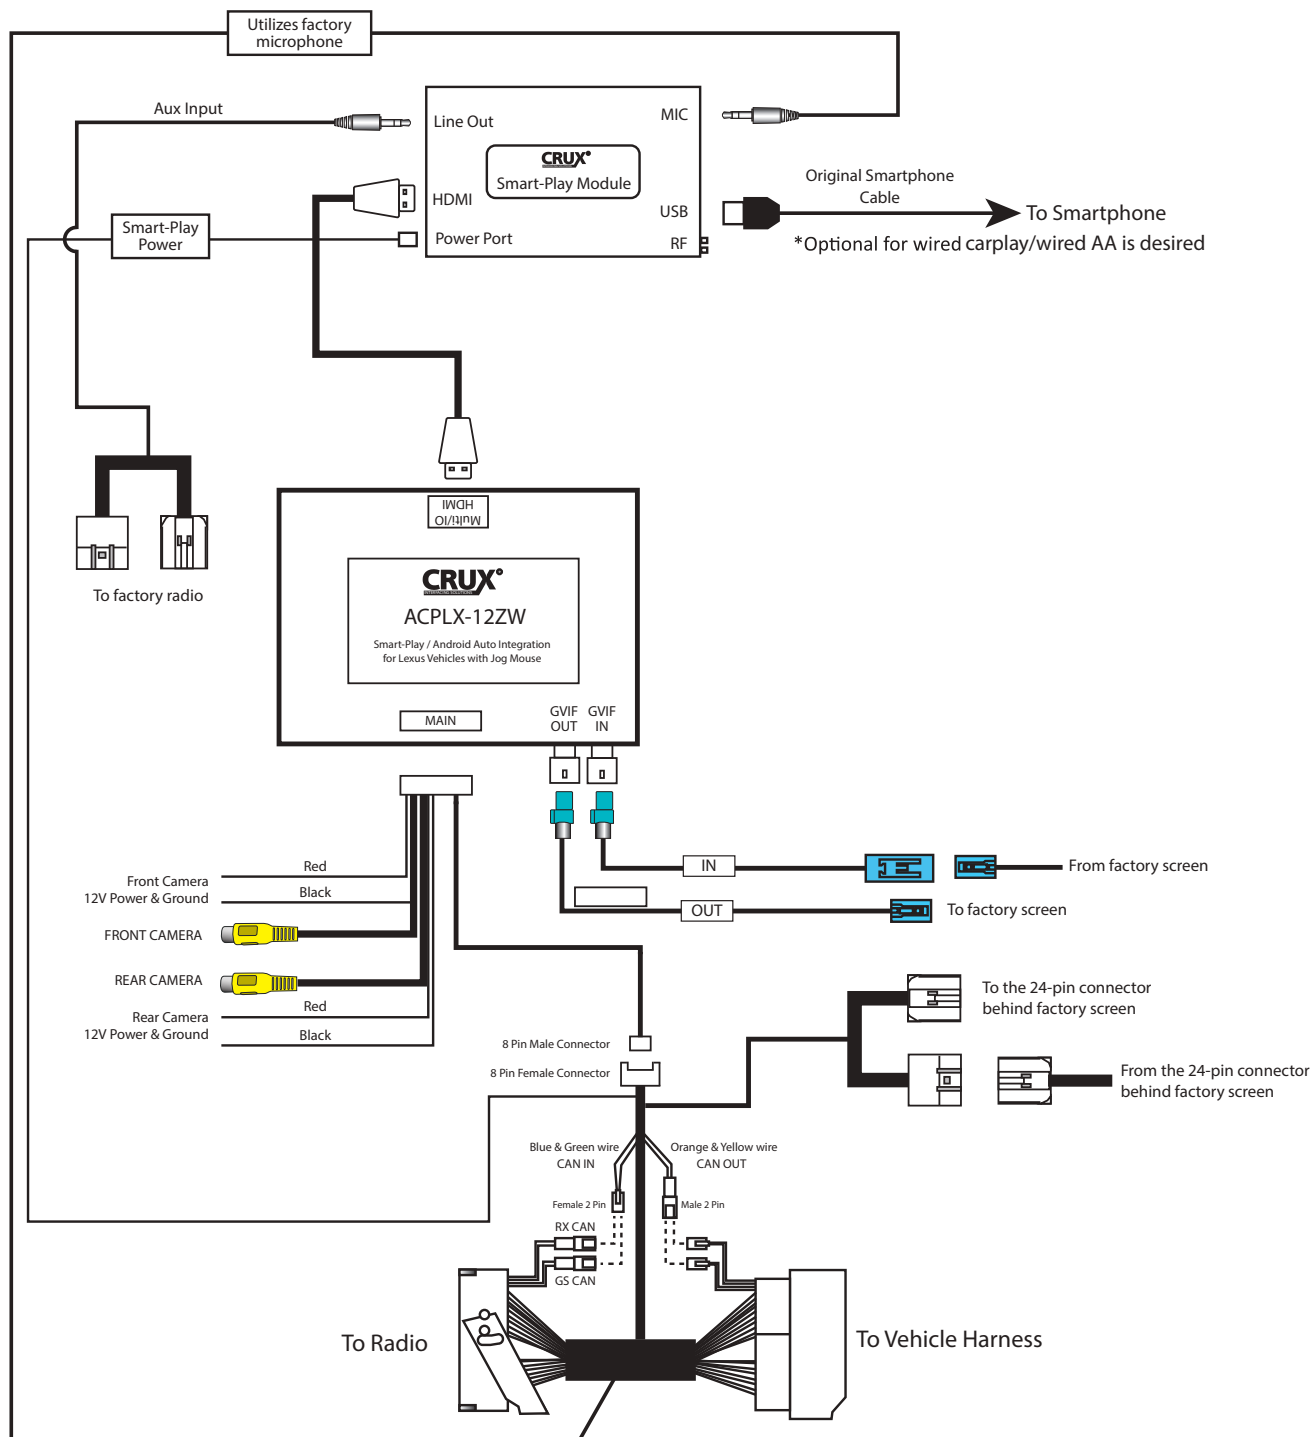 Utilizes factory
microphone
Aux Input
Line Out
MIC
CRUX
Smart-Play Module
HDMI
USB
Power Port
RF
Original Smartphone
Cable
To Smartphone
*Optional for wired carplay/wired AA is desired
Smart-Play
Power
To factory radio
Multi/IO
HDMI
CRUX
INTERFACING SOLUTIONS
ACPLX-12ZW
Smart-Play / Android Auto Integration
for Lexus Vehicles with Jog Mouse
MAIN
GVIF
OUT
GVIF
IN
IN
From factory screen
OUT
To factory screen
Red
Front Camera
12V Power & Ground
Black
FRONT CAMERA
REAR CAMERA
Red
Rear Camera
12V Power & Ground
Black
To the 24-pin connector
behind factory screen
8 Pin Male Connector
8 Pin Female Connector
From the 24-pin connector
behind factory screen
Blue & Green wire
CAN IN
Orange & Yellow wire
CAN OUT
Female 2 Pin
Male 2 Pin
RX CAN
GS CAN
To Radio
To Vehicle Harness